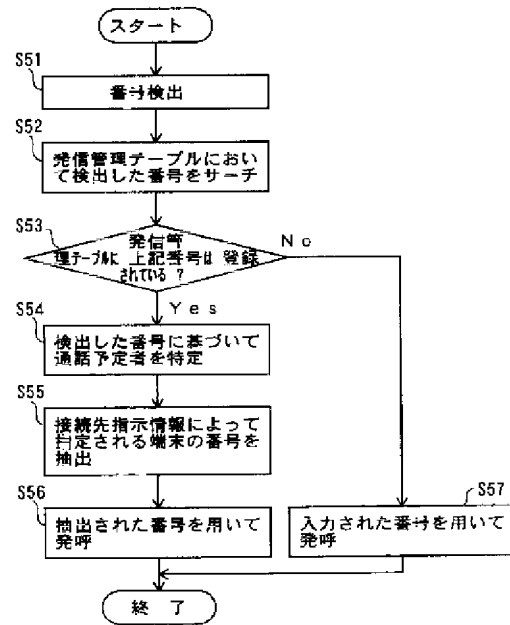 スタート
S51
番号検出
S52
発信管理テーブルにおい
て検出した番号をサーチ
S53
発信管
理テーブルに 上記番号は 登録
されている ?
No
Yes
S54
検出した番号に基づいて
通話予定者を特定
S55
接続先指示情報によって
指定される端末の番号を
抽出
S56
抽出された番号を用いて
発呼
S57
入力された番号を用いて
発呼
終 了